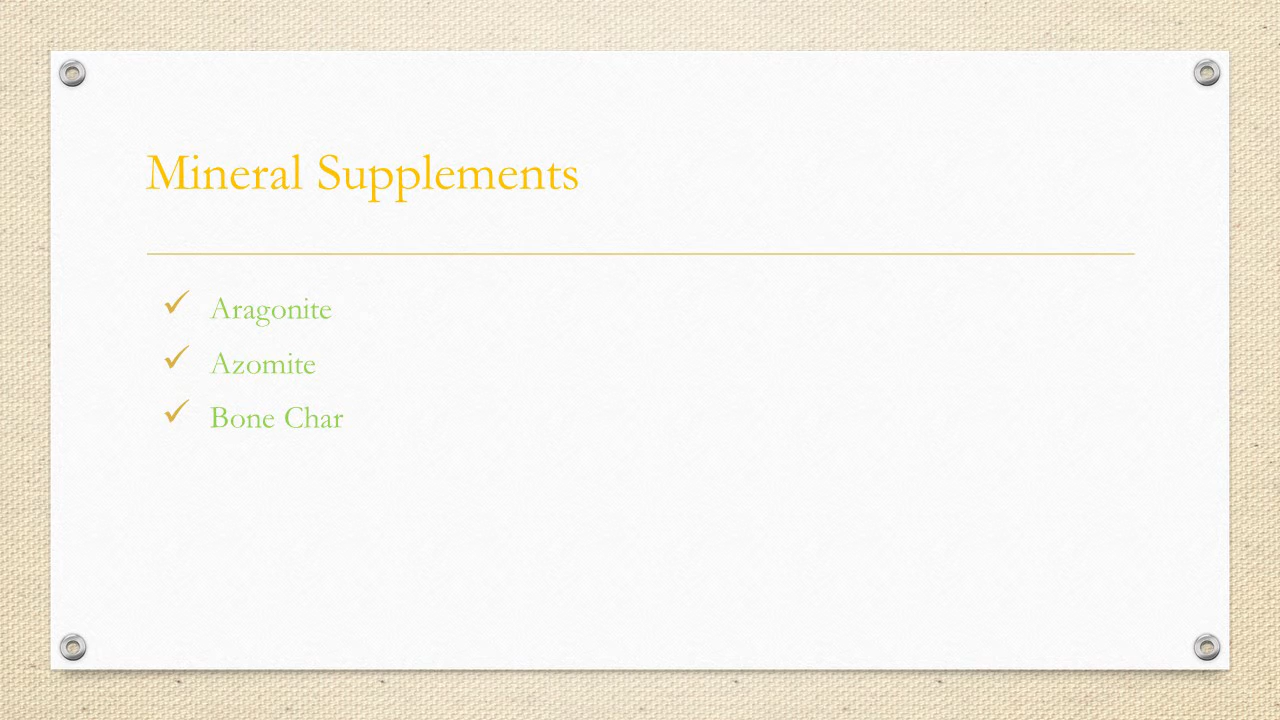 Mineral Supplements
✓ Aragonite
✓ Azomite
✓ Bone Char